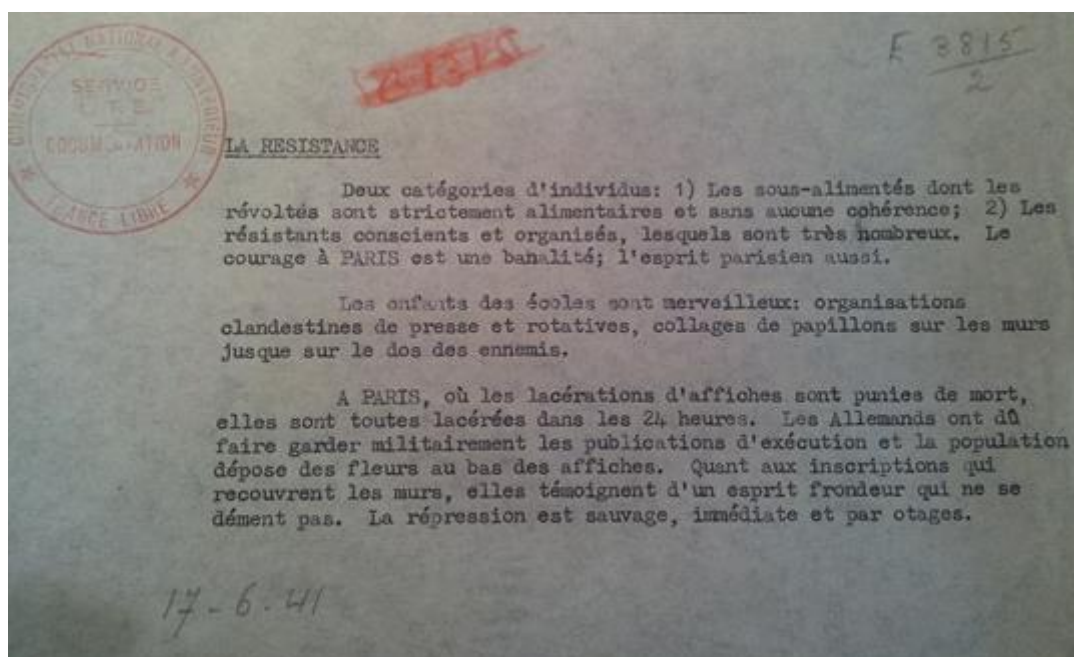 COMMISSARIAT NATIONAL A L'INTERIEUR
SERVICE
DOCUMENTATION
FRANCE LIBRE
E 3815
2
LA RESISTANCE
Deux catégories d'individus: 1) Les sous-alimentés dont les
révoltés sont strictement alimentaires et sans aucune cohérence; 2) Les
résistants conscients et organisés, lesquels sont très nombreux. Le
courage à PARIS est une banalité; l'esprit parisien aussi.
Les enfants des écoles sont merveilleux: organisations
clandestines de presse et rotatives, collages de papillons sur les murs
jusque sur le dos des ennemis.
A PARIS, où les lacérations d'affiches sont punies de mort,
elles sont toutes lacérées dans les 24 heures. Les Allemands ont dû
faire garder militairement les publications d'exécution et la population
dépose des fleurs au bas des affiches. Quant aux inscriptions qui
recouvrent les murs, elles témoignent d'un esprit frondeur qui ne se
dément pas. La répression est sauvage, immédiate et par otages.
17-6-41